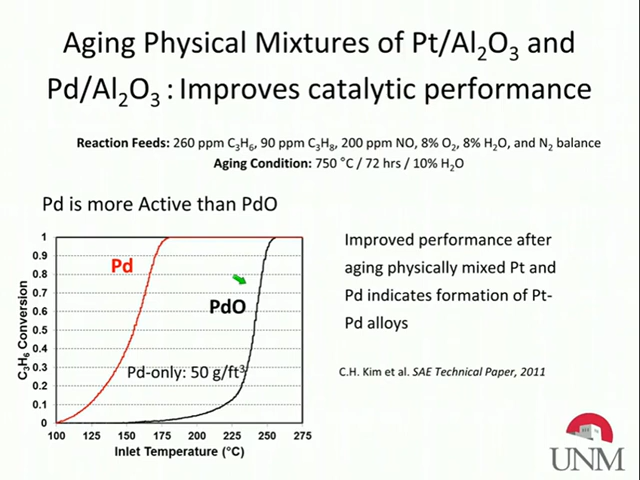 Aging Physical Mixtures of Pt/Al₂O₃ and
Pd/Al₂O₃ : Improves catalytic performance
Reaction Feeds: 260 ppm C₃H₆, 90 ppm C₃H₈, 200 ppm NO, 8% O₂, 8% H₂O, and N₂ balance
Aging Condition: 750 °C / 72 hrs / 10% H₂O
Pd is more Active than PdO
1
0.9
0.8
0.7
0.6
0.5
0.4
0.3
0.2
0.1
0
C₃H₆ Conversion
Pd
PdO
Pd-only: 50 g/ft³
100 125 150 175 200 225 250 275
Inlet Temperature (°C)
Improved performance after
aging physically mixed Pt and
Pd indicates formation of Pt-
Pd alloys
C.H. Kim et al. SAE Technical Paper, 2011
UNM